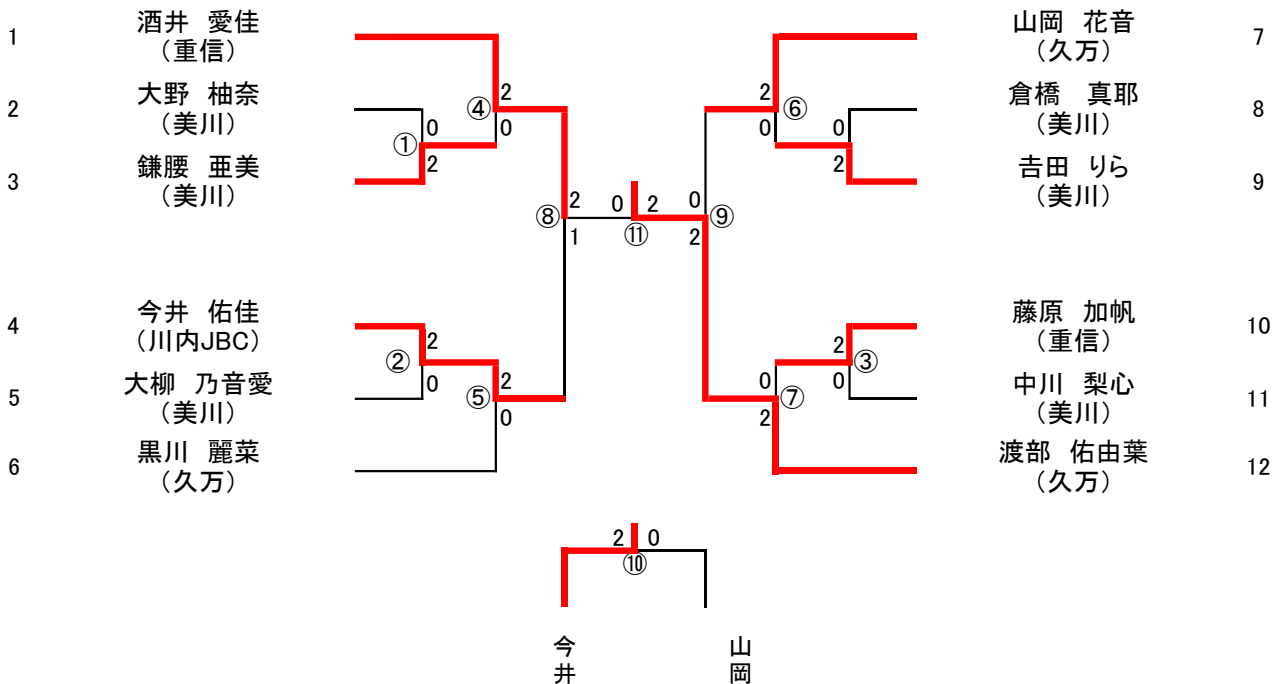 1 酒井 愛佳 (重信)
2 大野 柚奈 (美川)
3 鎌腰 亜美 (美川)
4 今井 佑佳 (川内JBC)
5 大柳 乃音愛 (美川)
6 黒川 麗菜 (久万)
山岡 花音 (久万) 7
倉橋 真耶 (美川) 8
𠮷田 りら (美川) 9
藤原 加帆 (重信) 10
中川 梨心 (美川) 11
渡部 佑由葉 (久万) 12
① 0 2
② 2 0
④ 2 0
⑤ 2 0
⑧ 2 1
0 ⑪ 2
0 ⑨ 2
2 ⑥ 0
0 2
2 ③ 0
0 ⑦ 2
2 ⑩ 0
今井
山岡